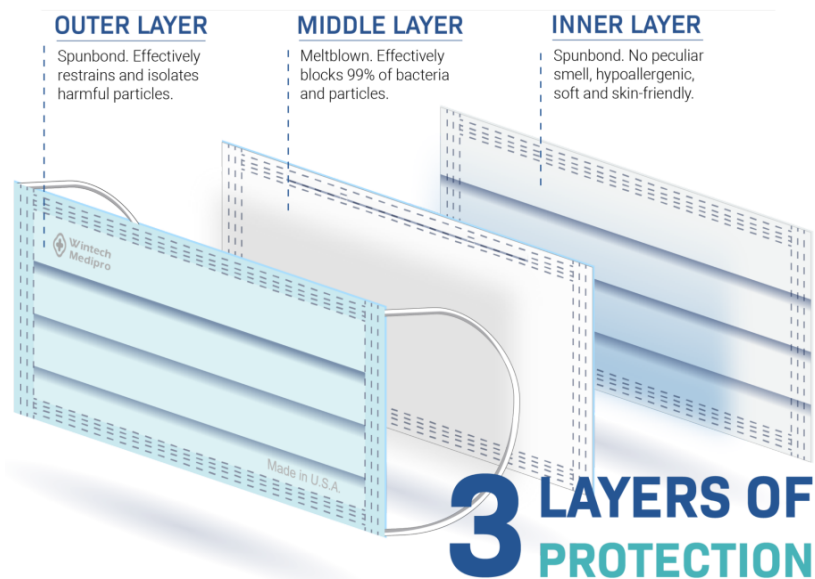 OUTER LAYER
Spunbond. Effectively
restrains and isolates
harmful particles.
MIDDLE LAYER
Meltblown. Effectively
blocks 99% of bacteria
and particles.
INNER LAYER
Spunbond. No peculiar
smell, hypoallergenic,
soft and skin-friendly.
Wintech
Medipro
Made in U.S.A.
3 LAYERS OF
PROTECTION